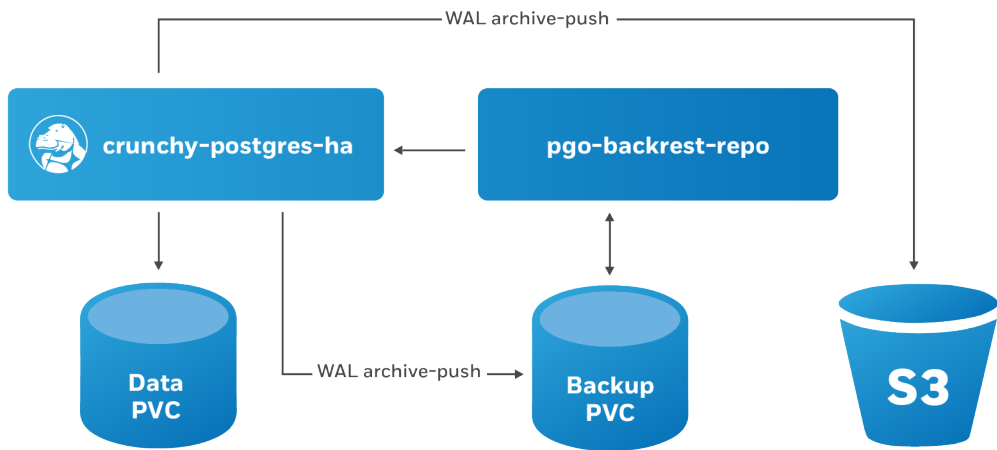 WAL archive-push
crunchy-postgres-ha
pgo-backrest-repo
Data
PVC
WAL archive-push
Backup
PVC
S3